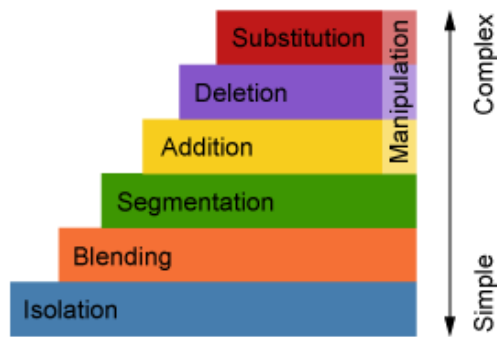 Substitution
Deletion
Addition
Segmentation
Blending
Isolation
Manipulation
Complex
Simple